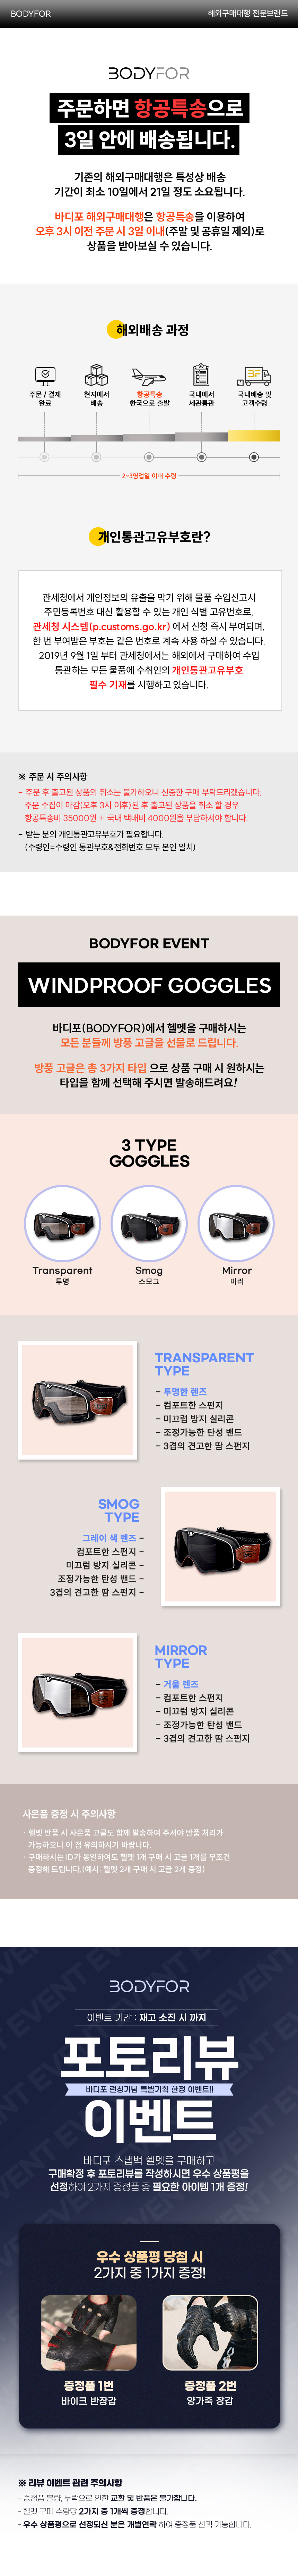 BODYFOR
해외구매대행 전문브랜드
BODYFOR
주문하면 항공특송으로
3일 안에 배송됩니다.
기존의 해외구매대행은 특성상 배송
기간이 최소 10일에서 21일 정도 소요됩니다.
바디포 해외구매대행은 항공특송을 이용하여
오후 3시 이전 주문 시 3일 이내(주말 및 공휴일 제외)로
상품을 받아보실 수 있습니다.
해외배송 과정
BF
주문 / 결제
완료
현지에서
배송
항공특송
한국으로 출발
국내에서
세관통관
국내배송 및
고객수령
2~3영업일 이내 수령
개인통관고유부호란?
관세청에서 개인정보의 유출을 막기 위해 물품 수입신고시
주민등록번호 대신 활용할 수 있는 개인 식별 고유번호로,
관세청 시스템(p.customs.go.kr) 에서 신청 즉시 부여되며,
한 번 부여받은 부호는 같은 번호로 계속 사용 하실 수 있습니다.
2019년 9월 1일 부터 관세청에서는 해외에서 구매하여 수입
통관하는 모든 물품에 수취인의 개인통관고유부호
필수 기재를 시행하고 있습니다.
※ 주문 시 주의사항
- 주문 후 출고된 상품의 취소는 불가하오니 신중한 구매 부탁드리겠습니다.
주문 수집이 마감(오후 3시 이후)된 후 출고된 상품을 취소 할 경우
항공특송비 35000원 + 국내 택배비 4000원을 부담하셔야 합니다.
- 받는 분의 개인통관고유부호가 필요합니다.
(수령인=수령인 통관부호&전화번호 모두 본인 일치)
BODYFOR EVENT
WINDPROOF GOGGLES
바디포(BODYFOR)에서 헬멧을 구매하시는
모든 분들께 방풍 고글을 선물로 드립니다.
방풍 고글은 총 3가지 타입 으로 상품 구매 시 원하시는
타입을 함께 선택해 주시면 발송해드려요!
3 TYPE
GOGGLES
Transparent
투명
Smog
스모그
Mirror
미러
TRANSPARENT
TYPE
- 투명한 렌즈
- 컴포트한 스펀지
- 미끄럼 방지 실리콘
- 조정가능한 탄성 밴드
- 3겹의 견고한 땀 스펀지
SMOG
TYPE
그레이 색 렌즈 -
컴포트한 스펀지 -
미끄럼 방지 실리콘 -
조정가능한 탄성 밴드 -
3겹의 견고한 땀 스펀지 -
MIRROR
TYPE
- 거울 렌즈
- 컴포트한 스펀지
- 미끄럼 방지 실리콘
- 조정가능한 탄성 밴드
- 3겹의 견고한 땀 스펀지
사은품 증정 시 주의사항
· 헬멧 반품 시 사은품 고글도 함께 발송하여 주셔야 반품 처리가
가능하오니 이 점 유의하시기 바랍니다.
· 구매하시는 ID가 동일하여도 헬멧 1개 구매 시 고글 1개를 무조건
증정해 드립니다.(예시: 헬멧 2개 구매 시 고글 2개 증정)
BODYFOR
이벤트 기간 : 재고 소진 시 까지
포토리뷰
바디포 런칭기념 특별기획 한정 이벤트!!
이벤트
바디포 스냅백 헬멧을 구매하고
구매확정 후 포토리뷰를 작성하시면 우수 상품평을
선정하여 2가지 증정품 중 필요한 아이템 1개 증정!
우수 상품평 당첨 시
2가지 중 1가지 증정!
증정품 1번
바이크 반장갑
증정품 2번
양가죽 장갑
※ 리뷰 이벤트 관련 주의사항
- 증정품 불량, 누락으로 인한 교환 및 반품은 불가합니다.
- 헬멧 구매 수량당 2가지 중 1개씩 증정합니다.
- 우수 상품평으로 선정되신 분은 개별연락 하여 증정품 선택 가능합니다.